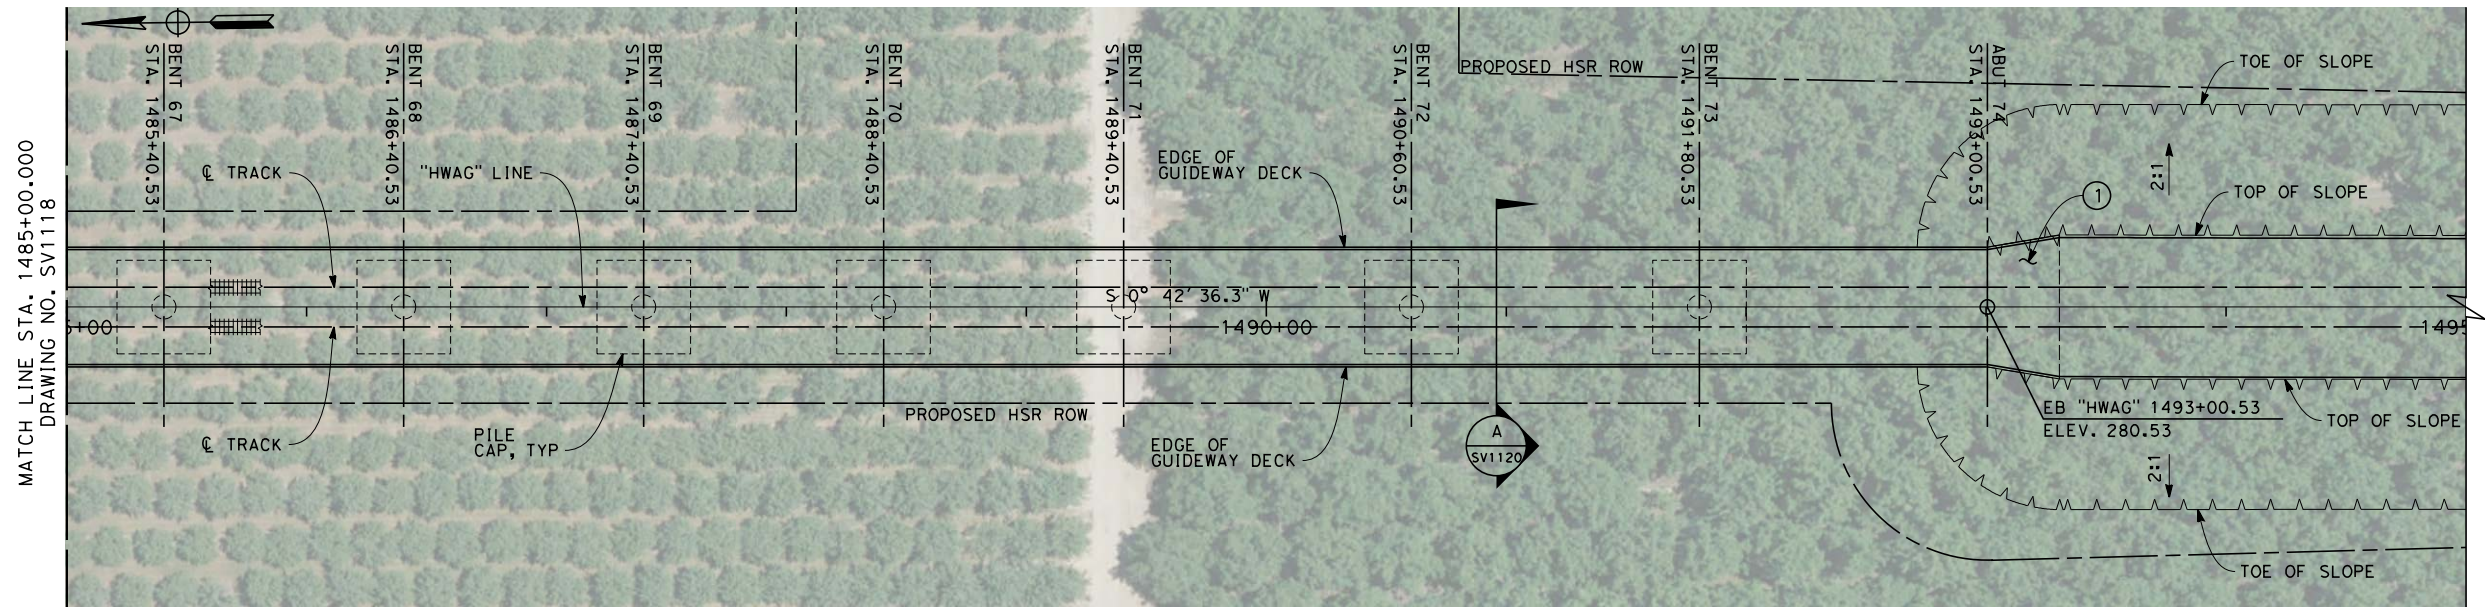 MATCH LINE STA. 1485+00.000
DRAWING NO. SV1118
BENT 67
STA. 1485+40.53
BENT 68
STA. 1486+40.53
BENT 69
STA. 1487+40.53
BENT 70
STA. 1488+40.53
BENT 71
STA. 1489+40.53
BENT 72
STA. 1490+60.53
BENT 73
STA. 1491+80.53
ABUT 74
STA. 1493+00.53
PROPOSED HSR ROW
TOE OF SLOPE
℄ TRACK
"HWAG" LINE
EDGE OF
GUIDEWAY DECK
2:1
1
TOP OF SLOPE
S 0° 42' 36.3" W
5+00
1490+00
1495
PROPOSED HSR ROW
℄ TRACK
PILE
CAP, TYP
EDGE OF
GUIDEWAY DECK
A
SV1120
EB "HWAG" 1493+00.53
ELEV. 280.53
TOP OF SLOPE
2:1
TOE OF SLOPE